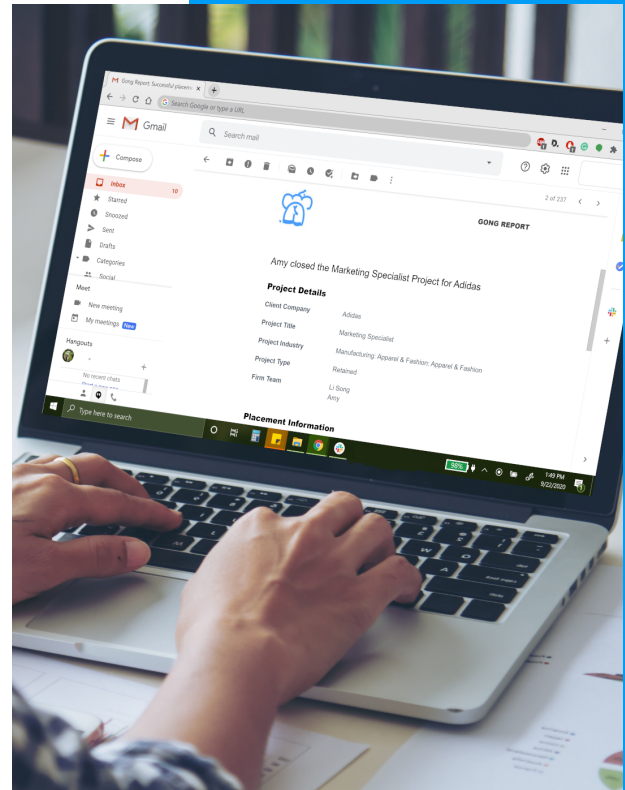 Gong Report: Successful placem
Search Google or type a URL
Gmail
Search mail
Compose
2 of 237
Inbox 10
Starred
Snoozed
Sent
Drafts
Categories
Social
Meet
New meeting
My meetings New
Hangouts
No recent chats
GONG REPORT
Amy closed the Marketing Specialist Project for Adidas
Project Details
Client Company Adidas
Project Title Marketing Specialist
Project Industry Manufacturing: Apparel & Fashion: Apparel & Fashion
Project Type Retained
Firm Team Li Song
Amy
Placement Information
Type here to search
98%
1:49 PM
9/22/2020